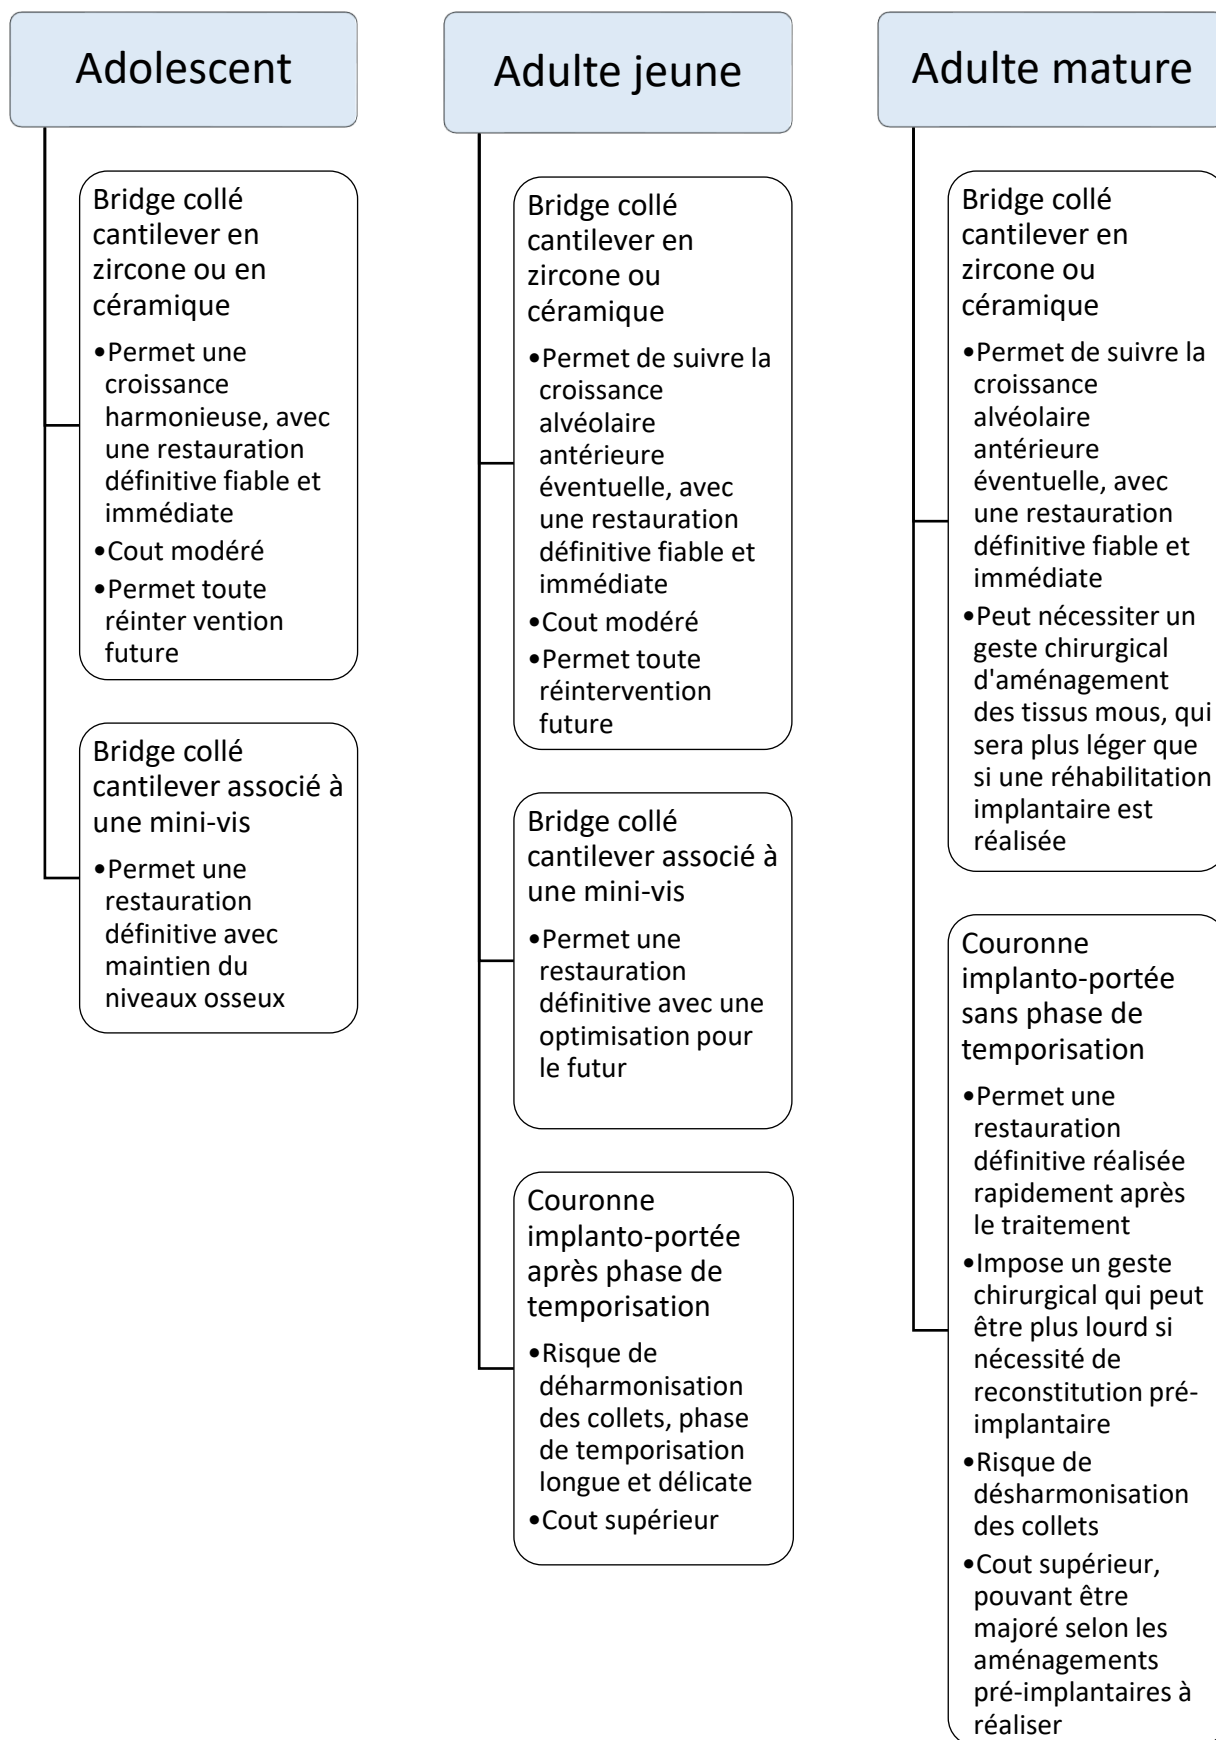 Adolescent
Bridge collé
cantilever en
zircone ou en
céramique
•Permet une
croissance
harmonieuse, avec
une restauration
définitive fiable et
immédiate
•Cout modéré
•Permet toute
réinter vention
future
Bridge collé
cantilever associé à
une mini-vis
•Permet une
restauration
définitive avec
maintien du
niveaux osseux
Adulte jeune
Bridge collé
cantilever en
zircone ou
céramique
•Permet de suivre la
croissance
alvéolaire
antérieure
éventuelle, avec
une restauration
définitive fiable et
immédiate
•Cout modéré
•Permet toute
réintervention
future
Bridge collé
cantilever associé à
une mini-vis
•Permet une
restauration
définitive avec une
optimisation pour
le futur
Couronne
implanto-portée
après phase de
temporisation
•Risque de
déharmonisation
des collets, phase
de temporisation
longue et délicate
•Cout supérieur
Adulte mature
Bridge collé
cantilever en
zircone ou
céramique
•Permet de suivre la
croissance
alvéolaire
antérieure
éventuelle, avec
une restauration
définitive fiable et
immédiate
•Peut nécessiter un
geste chirurgical
d'aménagement
des tissus mous, qui
sera plus léger que
si une réhabilitation
implantaire est
réalisée
Couronne
implanto-portée
sans phase de
temporisation
•Permet une
restauration
définitive réalisée
rapidement après
le traitement
•Impose un geste
chirurgical qui peut
être plus lourd si
nécessité de
reconstitution pré-
implantaire
•Risque de
désharmonisation
des collets
•Cout supérieur,
pouvant être
majoré selon les
aménagements
pré-implantaires à
réaliser